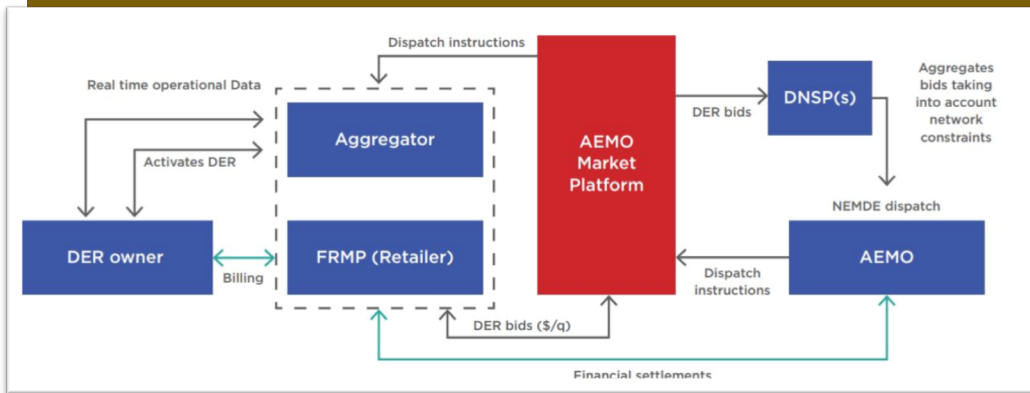 Dispatch instructions
Real time operational Data
Aggregator
Activates DER
DER owner
Billing
FRMP (Retailer)
DER bids ($/q)
AEMO
Market
Platform
DER bids
DNSP(s)
Aggregates
bids taking
into account
network
constraints
NEMDE dispatch
AEMO
Dispatch
instructions
Financial settlements